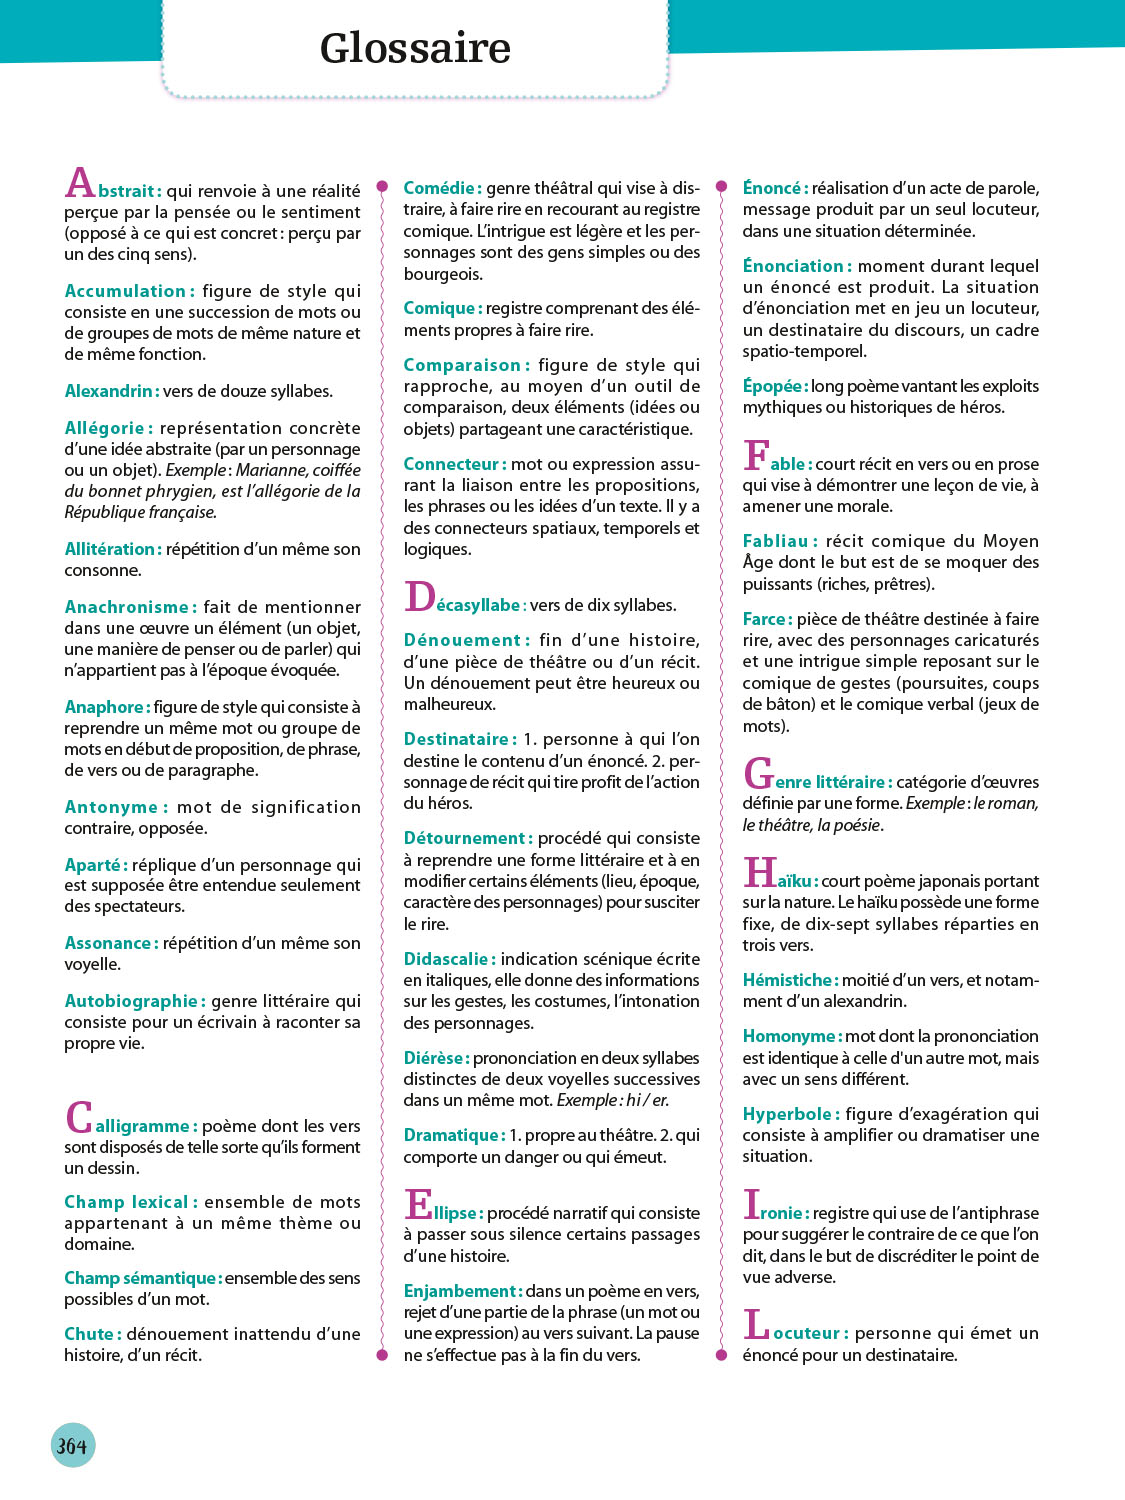 Glossaire
Abstrait : qui renvoie à une réalité
perçue par la pensée ou le sentiment
(opposé à ce qui est concret : perçu par
un des cinq sens).
Accumulation : figure de style qui
consiste en une succession de mots ou
de groupes de mots de même nature et
de même fonction.
Alexandrin : vers de douze syllabes.
Allégorie : représentation concrète
d’une idée abstraite (par un personnage
ou un objet). Exemple : Marianne, coiffée
du bonnet phrygien, est l’allégorie de la
République française.
Allitération : répétition d’un même son
consonne.
Anachronisme : fait de mentionner
dans une œuvre un élément (un objet,
une manière de penser ou de parler) qui
n’appartient pas à l’époque évoquée.
Anaphore : figure de style qui consiste à
reprendre un même mot ou groupe de
mots en début de proposition, de phrase,
de vers ou de paragraphe.
Antonyme : mot de signification
contraire, opposée.
Aparté : réplique d’un personnage qui
est supposée être entendue seulement
des spectateurs.
Assonance : répétition d’un même son
voyelle.
Autobiographie : genre littéraire qui
consiste pour un écrivain à raconter sa
propre vie.
Calligramme : poème dont les vers
sont disposés de telle sorte qu’ils forment
un dessin.
Champ lexical : ensemble de mots
appartenant à un même thème ou
domaine.
Champ sémantique : ensemble des sens
possibles d’un mot.
Chute : dénouement inattendu d’une
histoire, d’un récit.
Comédie : genre théâtral qui vise à dis-
traire, à faire rire en recourant au registre
comique. L’intrigue est légère et les per-
sonnages sont des gens simples ou des
bourgeois.
Comique : registre comprenant des élé-
ments propres à faire rire.
Comparaison : figure de style qui
rapproche, au moyen d’un outil de
comparaison, deux éléments (idées ou
objets) partageant une caractéristique.
Connecteur : mot ou expression assu-
rant la liaison entre les propositions,
les phrases ou les idées d’un texte. Il y a
des connecteurs spatiaux, temporels et
logiques.
Décasyllabe : vers de dix syllabes.
Dénouement : fin d’une histoire,
d’une pièce de théâtre ou d’un récit.
Un dénouement peut être heureux ou
malheureux.
Destinataire : 1. personne à qui l’on
destine le contenu d’un énoncé. 2. per-
sonnage de récit qui tire profit de l’action
du héros.
Détournement : procédé qui consiste
à reprendre une forme littéraire et à en
modifier certains éléments (lieu, époque,
caractère des personnages) pour susciter
le rire.
Didascalie : indication scénique écrite
en italiques, elle donne des informations
sur les gestes, les costumes, l’intonation
des personnages.
Diérèse : prononciation en deux syllabes
distinctes de deux voyelles successives
dans un même mot. Exemple : hi / er.
Dramatique : 1. propre au théâtre. 2. qui
comporte un danger ou qui émeut.
Ellipse : procédé narratif qui consiste
à passer sous silence certains passages
d’une histoire.
Enjambement : dans un poème en vers,
rejet d’une partie de la phrase (un mot ou
une expression) au vers suivant. La pause
ne s’effectue pas à la fin du vers.
Énoncé : réalisation d’un acte de parole,
message produit par un seul locuteur,
dans une situation déterminée.
Énonciation : moment durant lequel
un énoncé est produit. La situation
d’énonciation met en jeu un locuteur,
un destinataire du discours, un cadre
spatio-temporel.
Épopée : long poème vantant les exploits
mythiques ou historiques de héros.
Fable : court récit en vers ou en prose
qui vise à démontrer une leçon de vie, à
amener une morale.
Fabliau : récit comique du Moyen
Âge dont le but est de se moquer des
puissants (riches, prêtres).
Farce : pièce de théâtre destinée à faire
rire, avec des personnages caricaturés
et une intrigue simple reposant sur le
comique de gestes (poursuites, coups
de bâton) et le comique verbal (jeux de
mots).
Genre littéraire : catégorie d’œuvres
définie par une forme. Exemple : le roman,
le théâtre, la poésie.
Haïku : court poème japonais portant
sur la nature. Le haïku possède une forme
fixe, de dix-sept syllabes réparties en
trois vers.
Hémistiche : moitié d’un vers, et notam-
ment d’un alexandrin.
Homonyme : mot dont la prononciation
est identique à celle d'un autre mot, mais
avec un sens différent.
Hyperbole : figure d’exagération qui
consiste à amplifier ou dramatiser une
situation.
Ironie : registre qui use de l’antiphrase
pour suggérer le contraire de ce que l’on
dit, dans le but de discréditer le point de
vue adverse.
Locuteur : personne qui émet un
énoncé pour un destinataire.
364